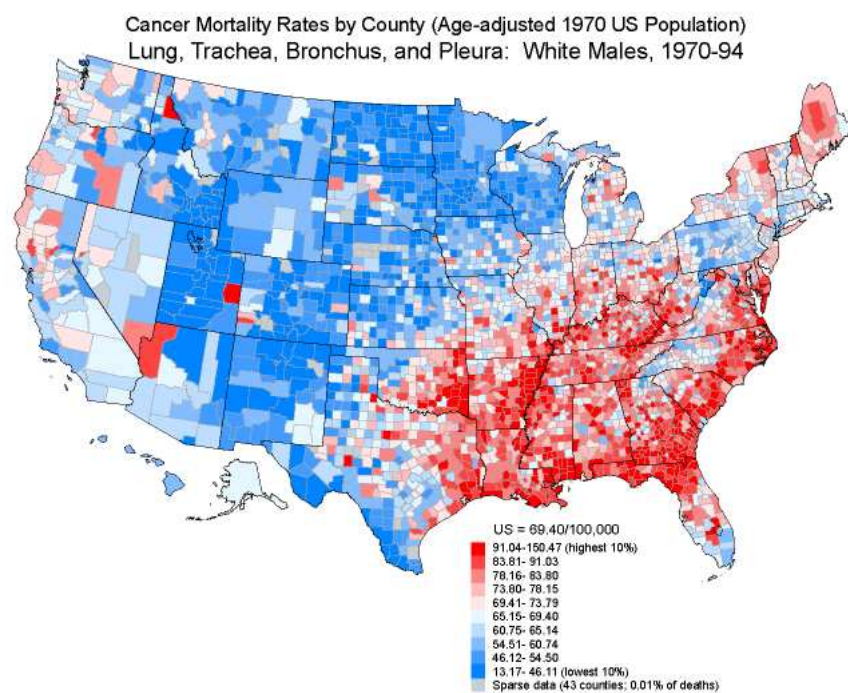 Cancer Mortality Rates by County (Age-adjusted 1970 US Population)
Lung, Trachea, Bronchus, and Pleura: White Males, 1970-94
US = 69.40/100,000
91.04-150.47 (highest 10%)
83.81- 91.03
78.16- 83.80
73.80- 78.15
69.41- 73.79
65.15- 69.40
60.75- 65.14
54.51- 60.74
46.12- 54.50
13.17- 46.11 (lowest 10%)
Sparse data (43 counties; 0.01% of deaths)